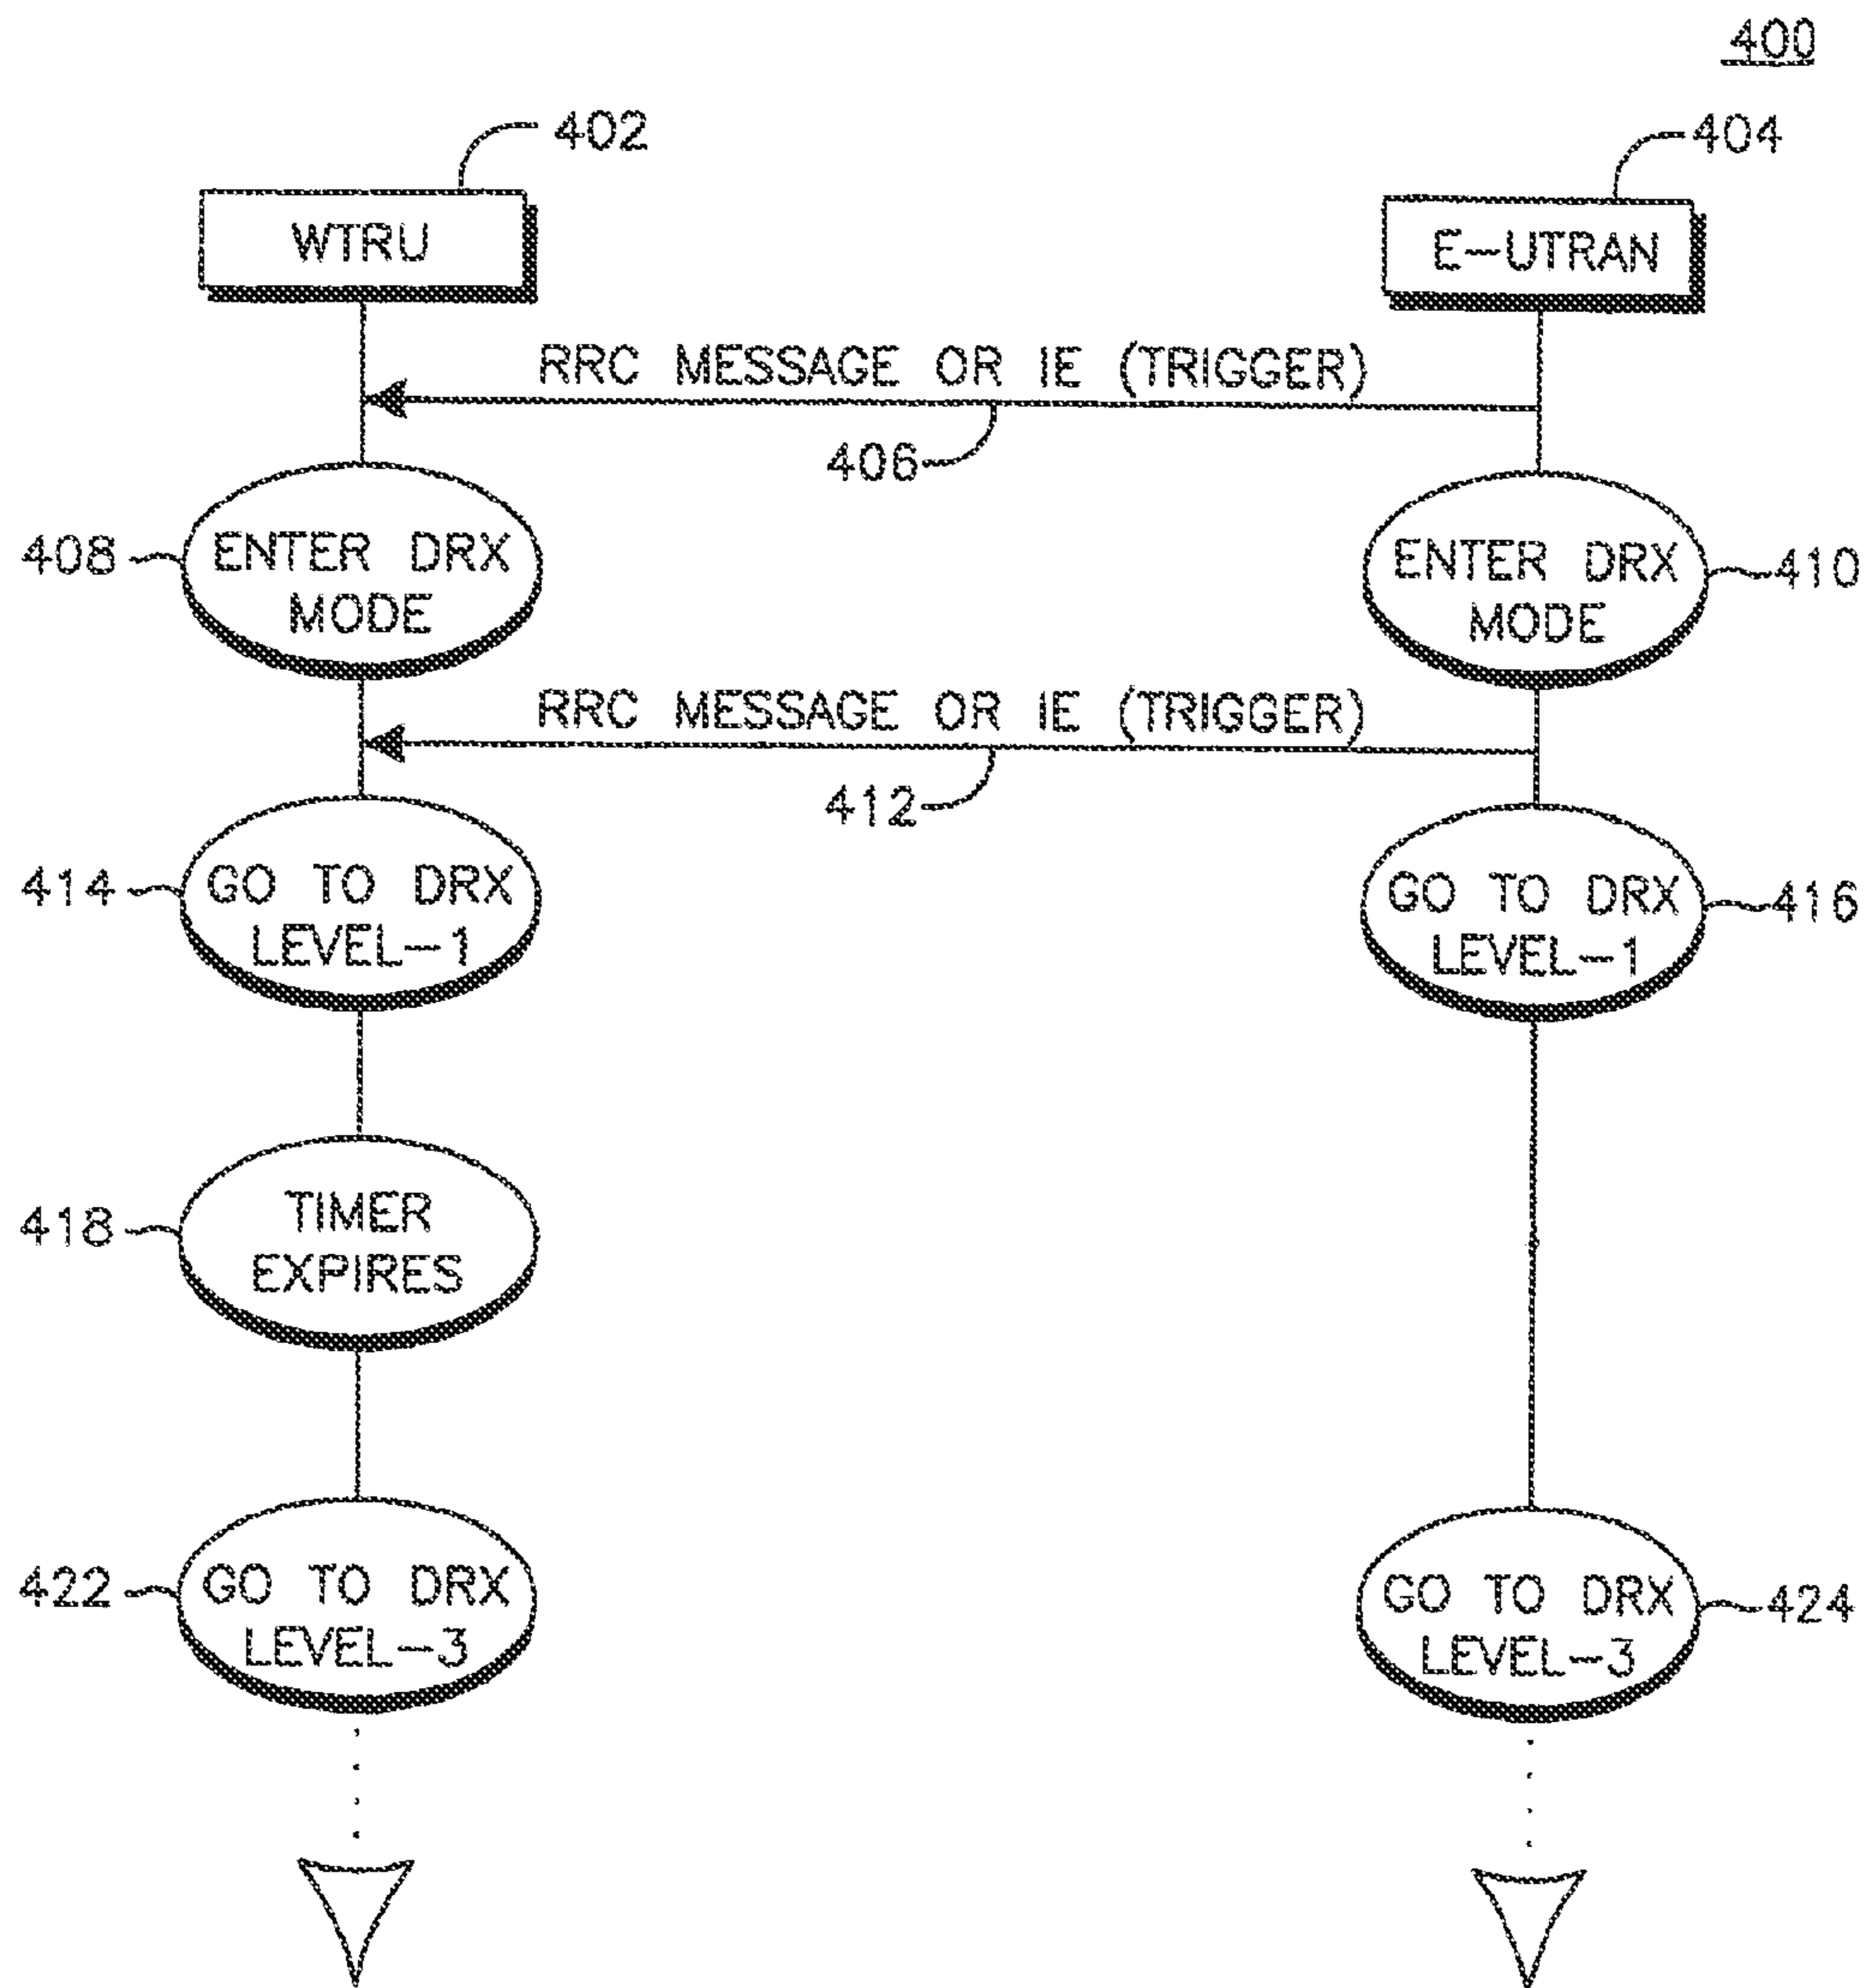 400
402
404
WTRU
E-UTRAN
RRC MESSAGE OR IE (TRIGGER)
406
408
ENTER DRX
MODE
ENTER DRX
MODE
410
RRC MESSAGE OR IE (TRIGGER)
412
414
GO TO DRX
LEVEL-1
GO TO DRX
LEVEL-1
416
418
TIMER
EXPIRES
422
GO TO DRX
LEVEL-3
GO TO DRX
LEVEL-3
424